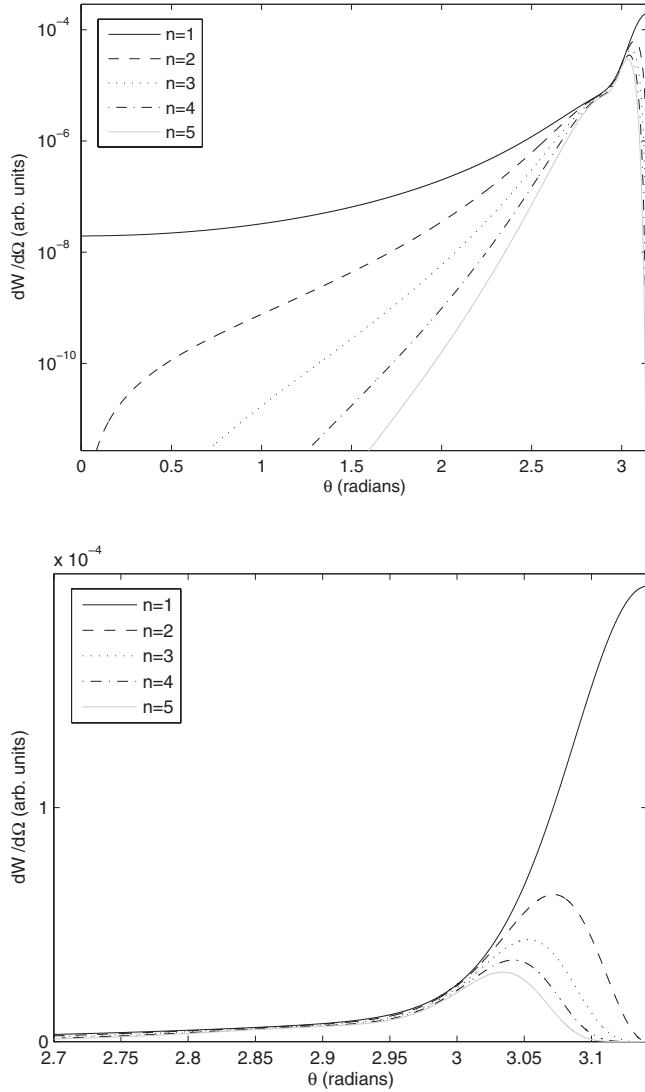 10⁻⁴
10⁻⁶
10⁻⁸
10⁻¹⁰
dW/dΩ (arb. units)
n=1
n=2
n=3
n=4
n=5
0 0.5 1 1.5 2 2.5 3
θ (radians)
x 10⁻⁴
1
0
dW/dΩ (arb. units)
n=1
n=2
n=3
n=4
n=5
2.7 2.75 2.8 2.85 2.9 2.95 3 3.05 3.1
θ (radians)